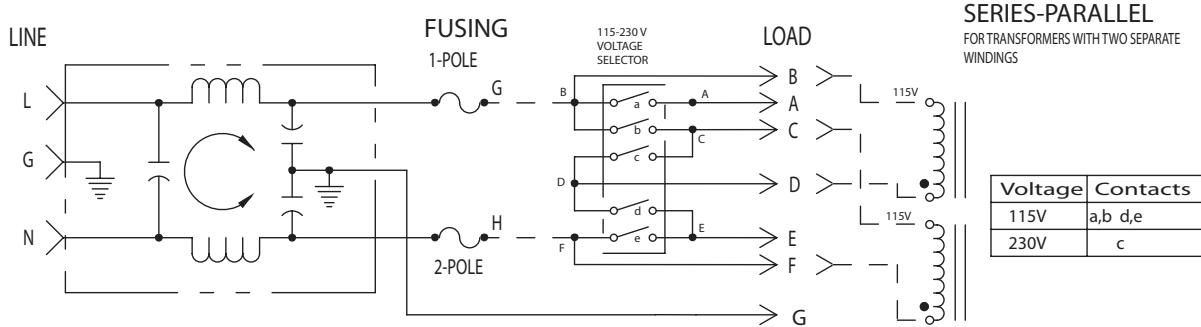 LINE
FUSING
1-POLE
115-230 V
VOLTAGE
SELECTOR
LOAD
SERIES-PARALLEL
FOR TRANSFORMERS WITH TWO SEPARATE
WINDINGS
L
G
N
G
H
2-POLE
B
D
F
a
b
c
d
e
A
C
E
B
A
C
D
E
F
G
115V
115V
Voltage Contacts
115V a,b d,e
230V c